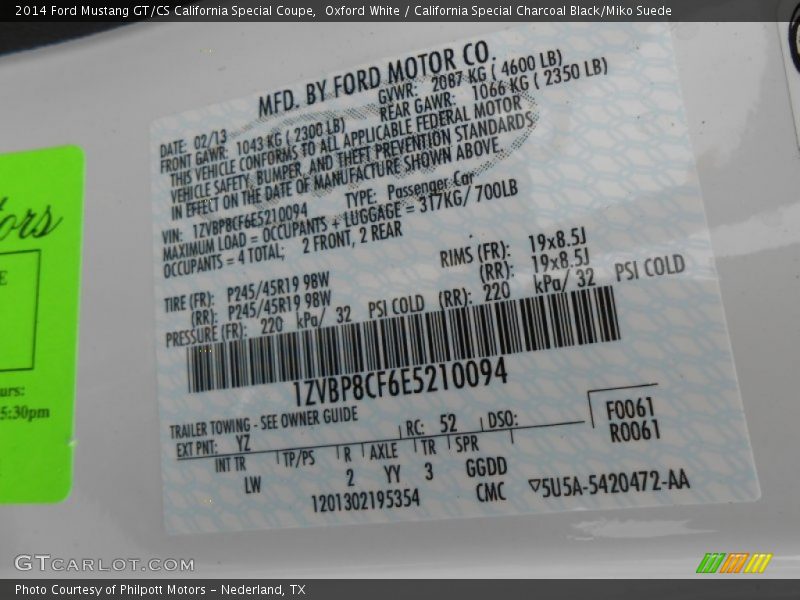 2014 Ford Mustang GT/CS California Special Coupe, Oxford White / California Special Charcoal Black/Miko Suede
MFD. BY FORD MOTOR CO.
DATE: 02/13 GVWR: 2087 KG ( 4600 LB)
FRONT GAWR: 1043 KG ( 2300 LB) REAR GAWR: 1066 KG ( 2350 LB)
THIS VEHICLE CONFORMS TO ALL APPLICABLE FEDERAL MOTOR
VEHICLE SAFETY, BUMPER, AND THEFT PREVENTION STANDARDS
IN EFFECT ON THE DATE OF MANUFACTURE SHOWN ABOVE.
VIN: 1ZVBP8CF6E5210094 TYPE: Passenger Car
MAXIMUM LOAD = OCCUPANTS + LUGGAGE = 317KG/ 700LB
OCCUPANTS = 4 TOTAL; 2 FRONT, 2 REAR
TIRE (FR): P245/45R19 98W RIMS (FR): 19x8.5J
(RR): P245/45R19 98W (RR): 19x8.5J
PRESSURE (FR): 220 kPa/ 32 PSI COLD (RR): 220 kPa/ 32 PSI COLD
1ZVBP8CF6E5210094
TRAILER TOWING - SEE OWNER GUIDE
EXT PNT: YZ RC: 52 DSO:
F0061
R0061
INT TR TP/PS R AXLE TR SPR
LW 2 YY 3 GGDD
1201302195354 CMC ▽5U5A-5420472-AA
5:30pm
GTCARLOT.COM
Photo Courtesy of Philpott Motors - Nederland, TX